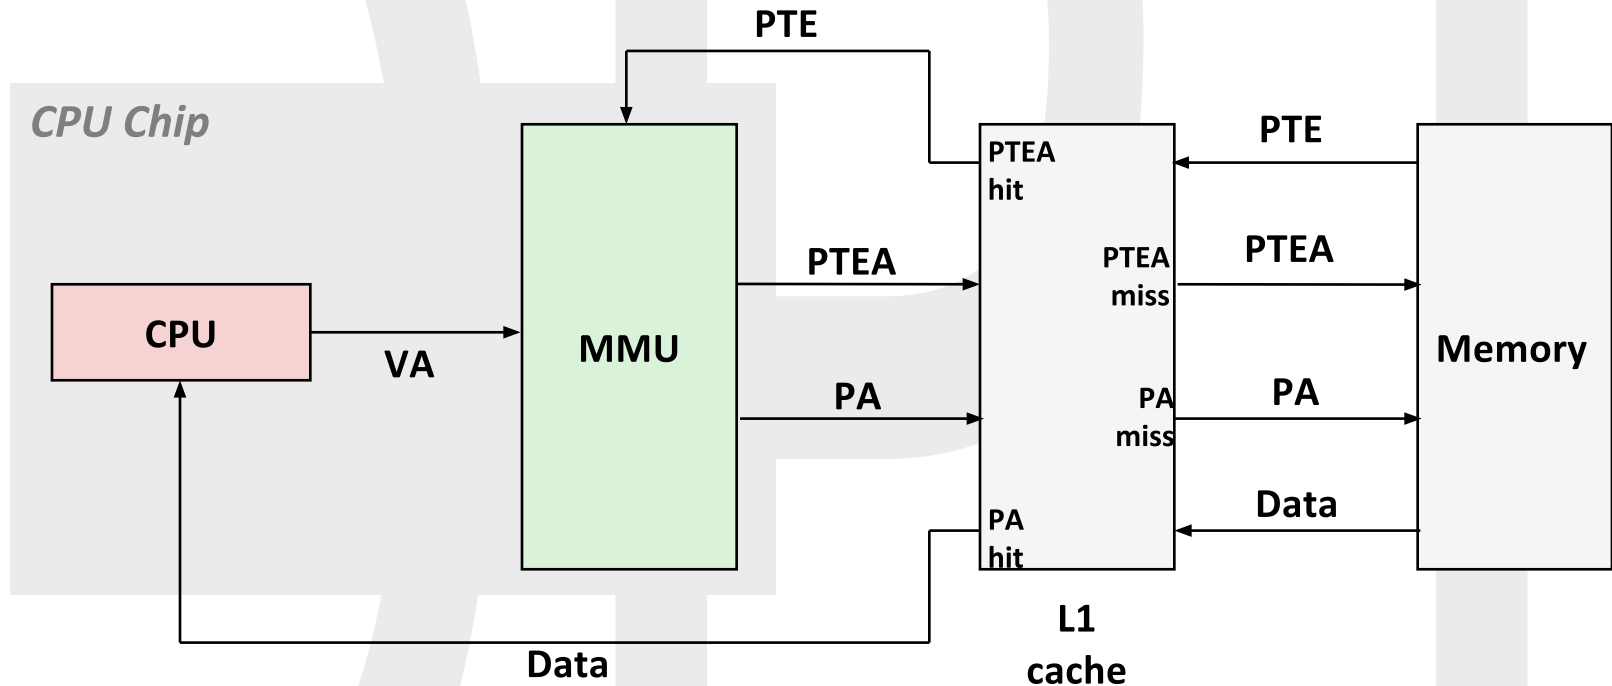 PTE
CPU Chip
PTEA
hit
PTE
PTEA
PTEA
miss
PTEA
CPU
VA
MMU
Memory
PA
PA
miss
PA
PA
hit
Data
Data
L1
cache